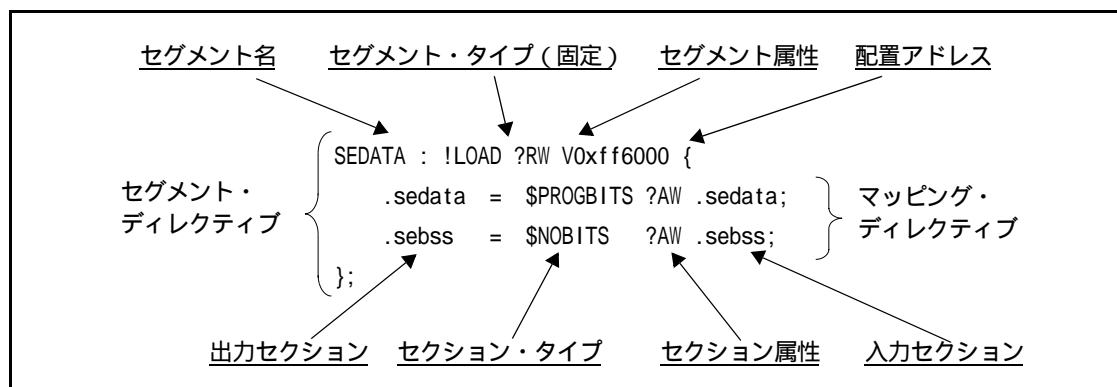 セグメント名 セグメント・タイプ(固定) セグメント属性 配置アドレス
SEDATA : !LOAD ?RW V0xff6000 {
セグメント・
ディレクティブ
.sedata = $PROGBITS ?AW .sedata;
.sebss = $NOBITS ?AW .sebss;
マッピング・
ディレクティブ
};
出力セクション セクション・タイプ セクション属性 入力セクション